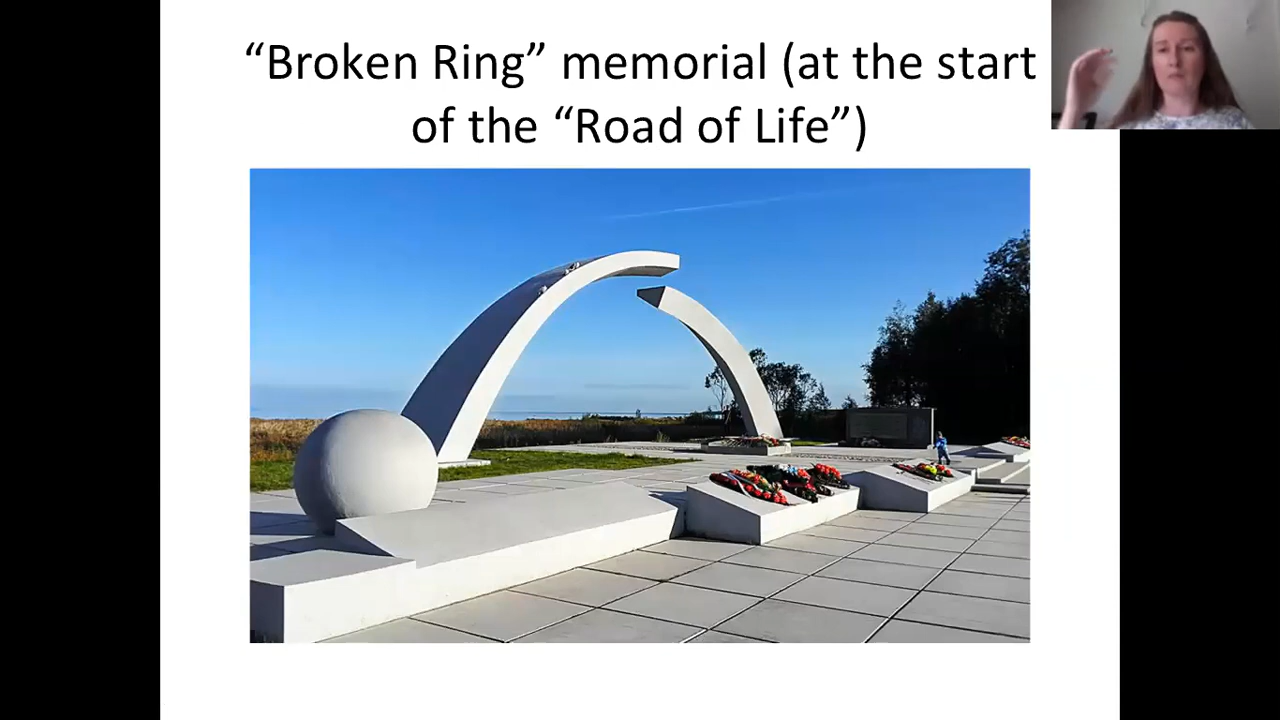 “Broken Ring” memorial (at the start
of the “Road of Life”)